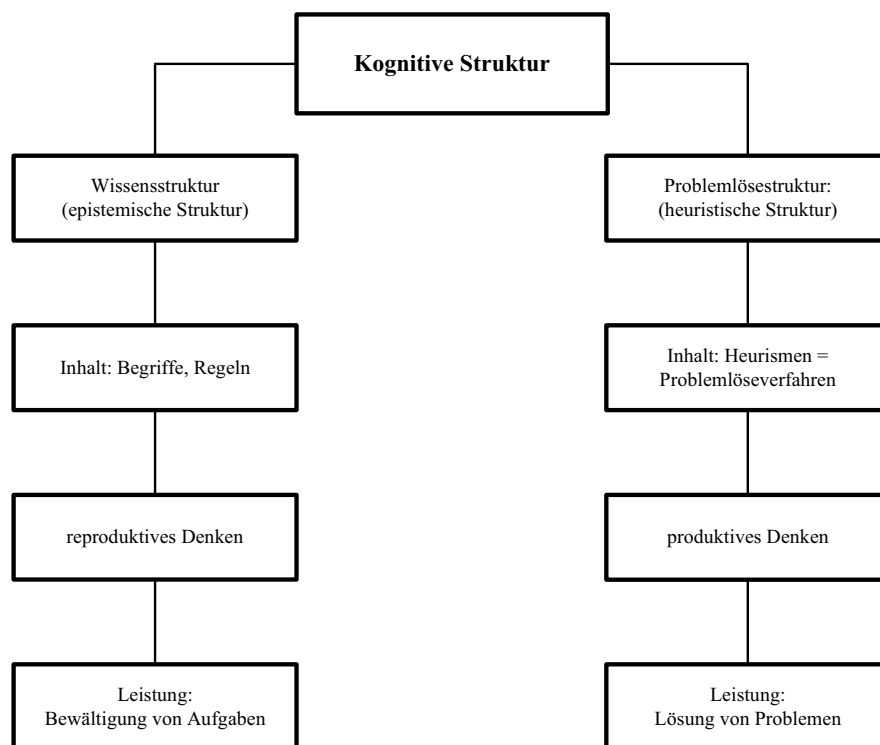 Kognitive Struktur
Wissensstruktur
(epistemische Struktur)
Problemlösestruktur:
(heuristische Struktur)
Inhalt: Begriffe, Regeln
Inhalt: Heurismen =
Problemlöseverfahren
reproduktives Denken
produktives Denken
Leistung:
Bewältigung von Aufgaben
Leistung:
Lösung von Problemen